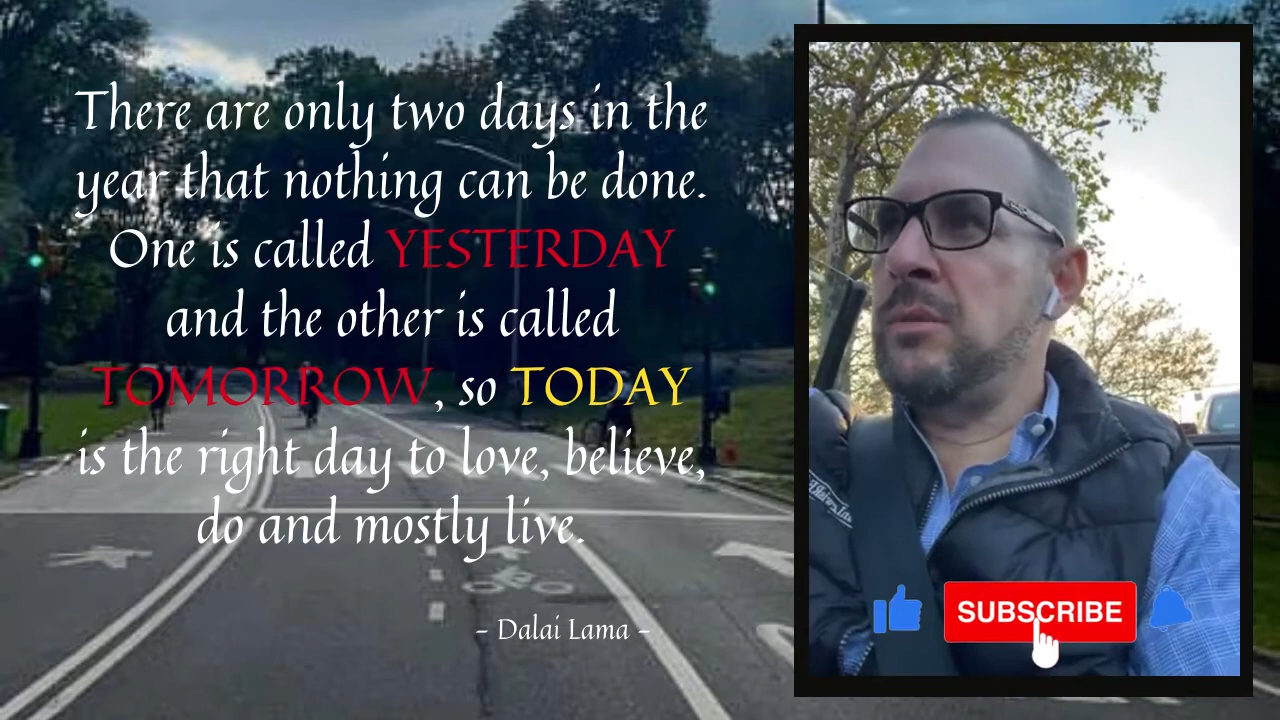 There are only two days in the
year that nothing can be done.
One is called YESTERDAY
and the other is called
TOMORROW, so TODAY
is the right day to love, believe,
do and mostly live.
- Dalai Lama -
SUBSCRIBE